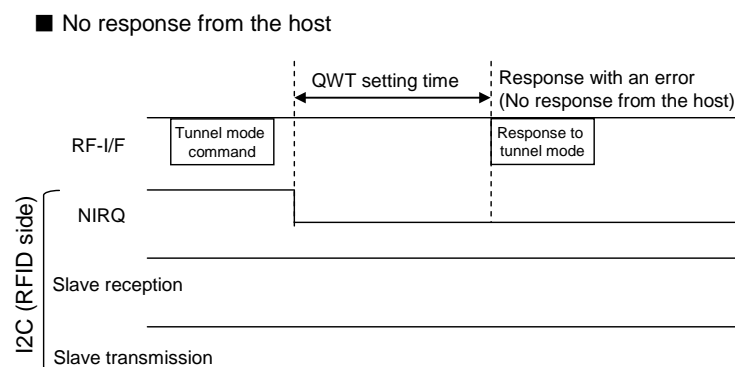 ■ No response from the host
QWT setting time
Response with an error
(No response from the host)
RF-I/F
Tunnel mode
command
Response to
tunnel mode
I2C (RFID side)
NIRQ
Slave reception
Slave transmission